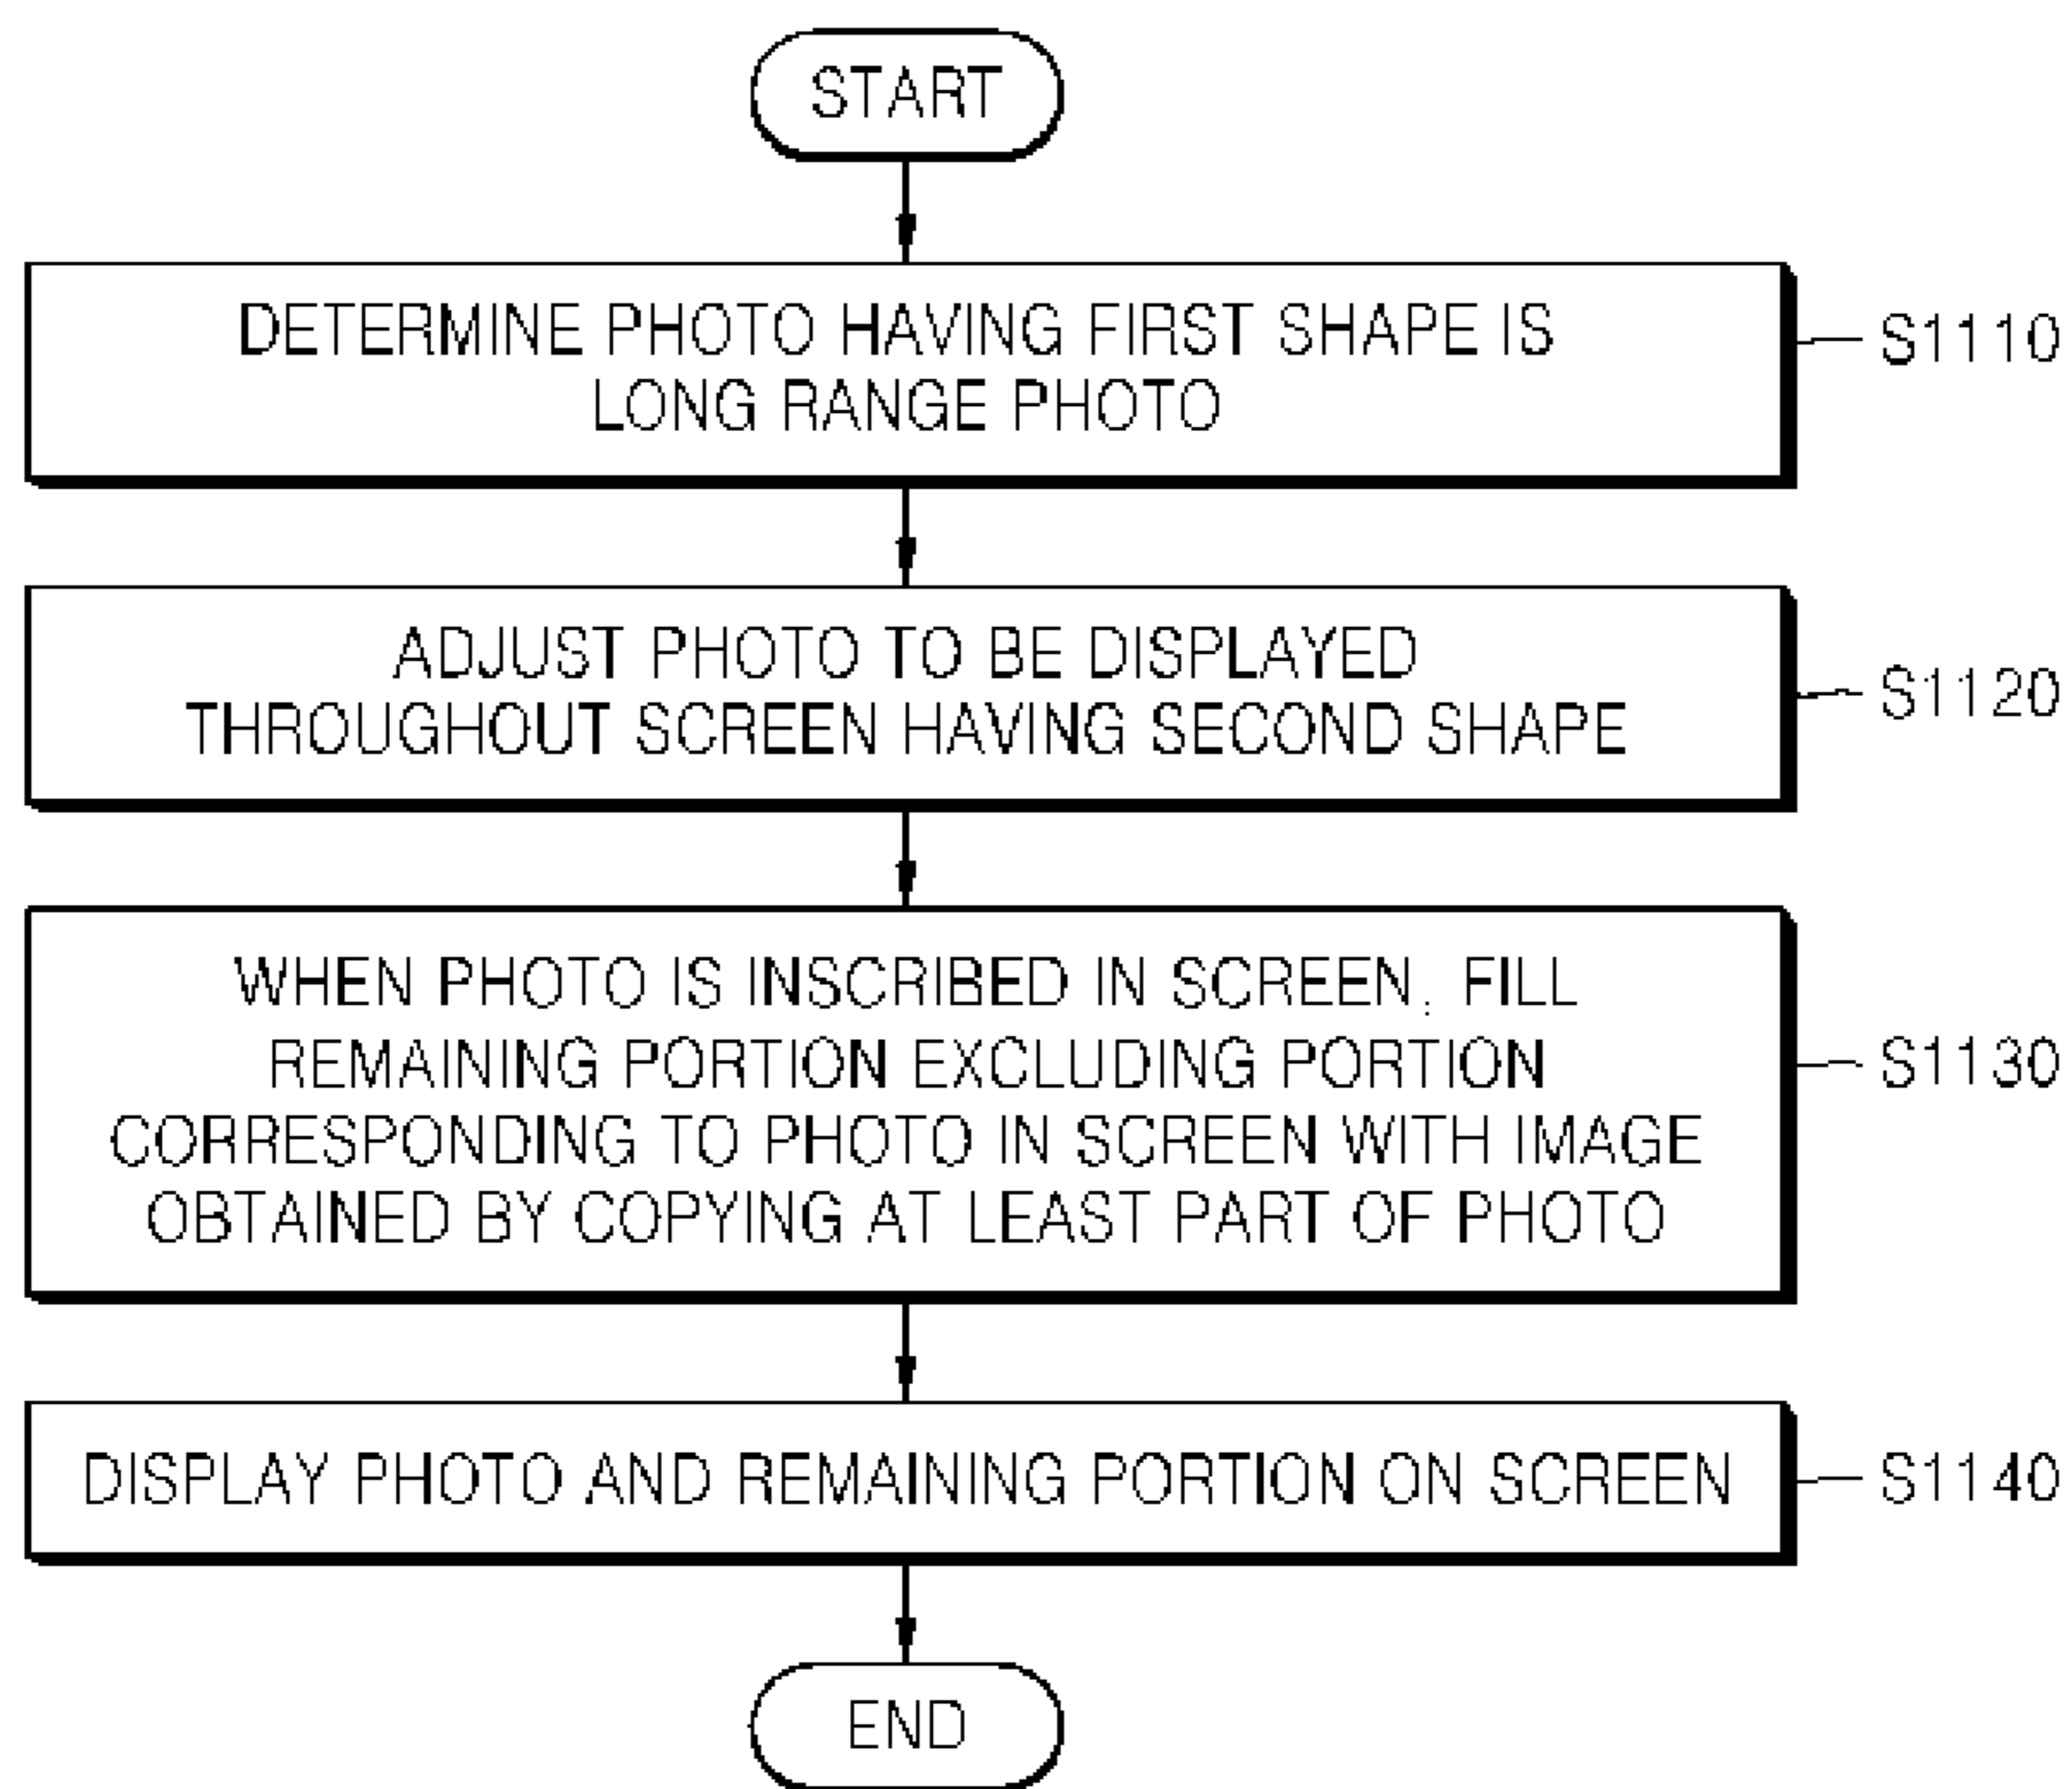 START
DETERMINE PHOTO HAVING FIRST SHAPE IS
LONG RANGE PHOTO
S1110
ADJUST PHOTO TO BE DISPLAYED
THROUGHOUT SCREEN HAVING SECOND SHAPE
S1120
WHEN PHOTO IS INSCRIBED IN SCREEN, FILL
REMAINING PORTION EXCLUDING PORTION
CORRESPONDING TO PHOTO IN SCREEN WITH IMAGE
OBTAINED BY COPYING AT LEAST PART OF PHOTO
S1130
DISPLAY PHOTO AND REMAINING PORTION ON SCREEN
S1140
END